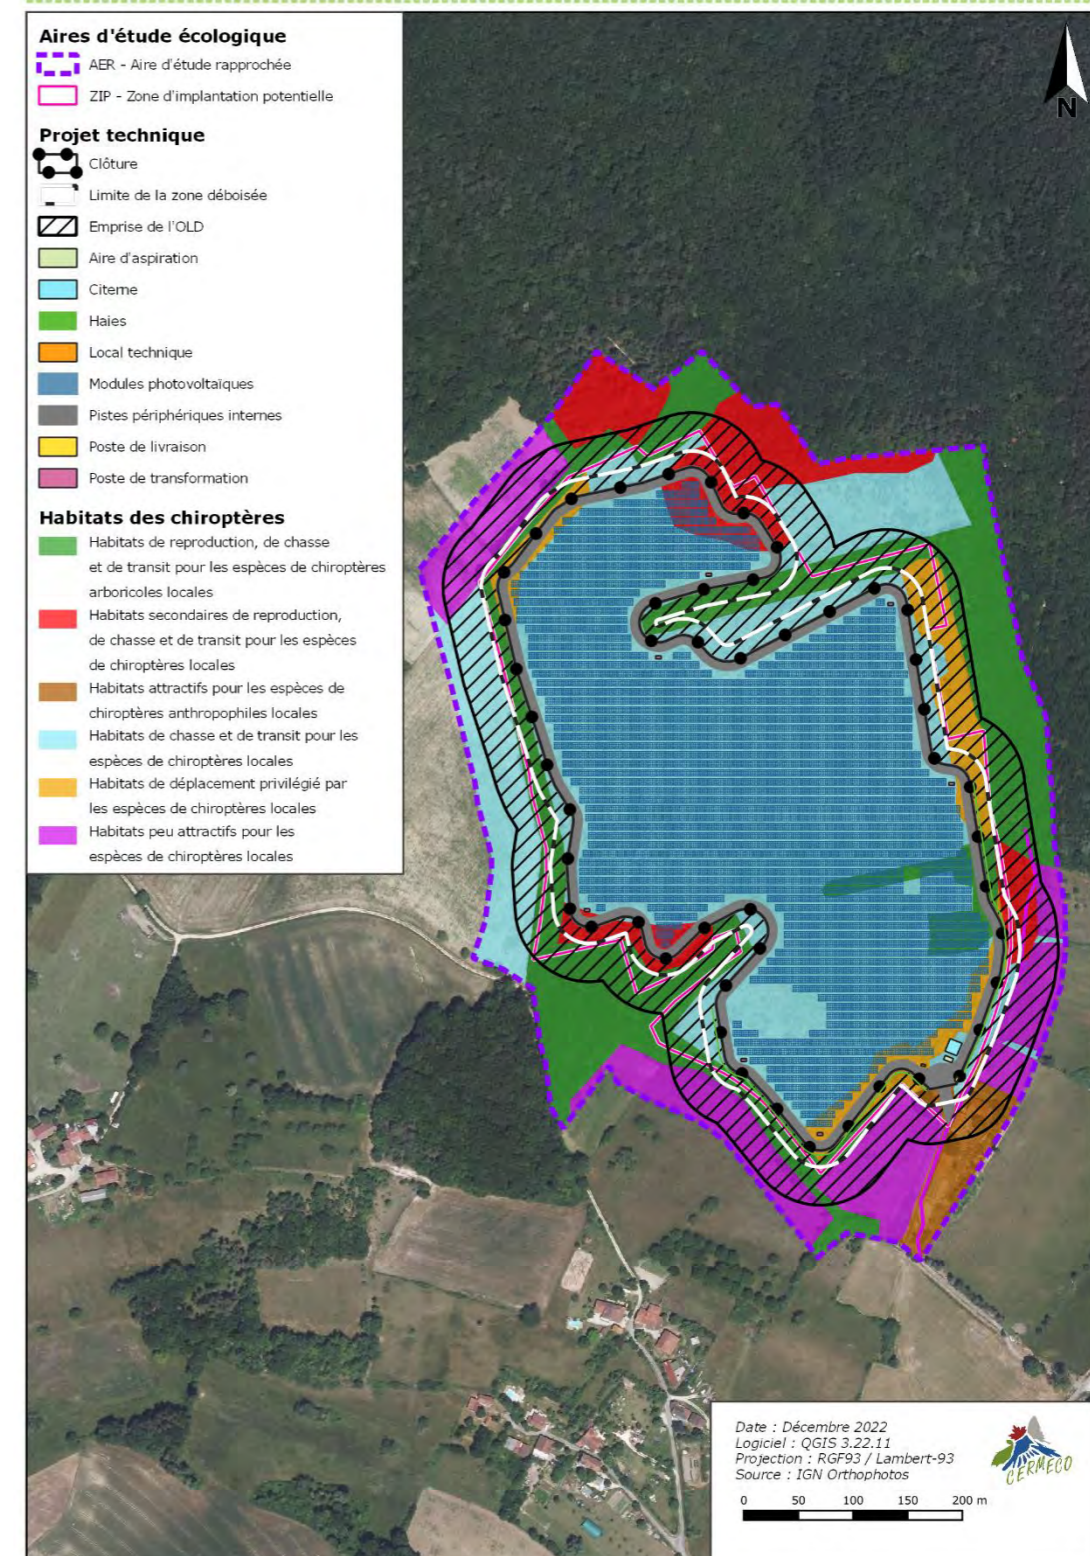 Aires d'étude écologique
AER - Aire d'étude rapprochée
ZIP - Zone d'implantation potentielle
Projet technique
Clôture
Limite de la zone déboisée
Emprise de l'OLD
Aire d'aspiration
Citerne
Haies
Local technique
Modules photovoltaïques
Pistes périphériques internes
Poste de livraison
Poste de transformation
Habitats des chiroptères
Habitats de reproduction, de chasse
et de transit pour les espèces de chiroptères
arboricoles locales
Habitats secondaires de reproduction,
de chasse et de transit pour les espèces
de chiroptères locales
Habitats attractifs pour les espèces de
chiroptères anthropophiles locales
Habitats de chasse et de transit pour les
espèces de chiroptères locales
Habitats de déplacement privilégié par
les espèces de chiroptères locales
Habitats peu attractifs pour les
espèces de chiroptères locales
N
Date : Décembre 2022
Logiciel : QGIS 3.22.11
Projection : RGF93 / Lambert-93
Source : IGN Orthophotos
CERMECO
0 50 100 150 200 m